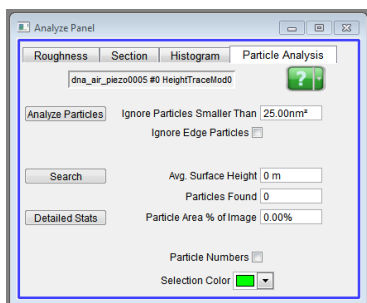 Analyze Panel
Roughness Section Histogram Particle Analysis
dna_air_piezo0005 #0 HeightTraceMod0
?
Analyze Particles Ignore Particles Smaller Than 25.00nm²
Ignore Edge Particles
Search Avg. Surface Height 0 m
Particles Found 0
Detailed Stats Particle Area % of Image 0.00%
Particle Numbers
Selection Color